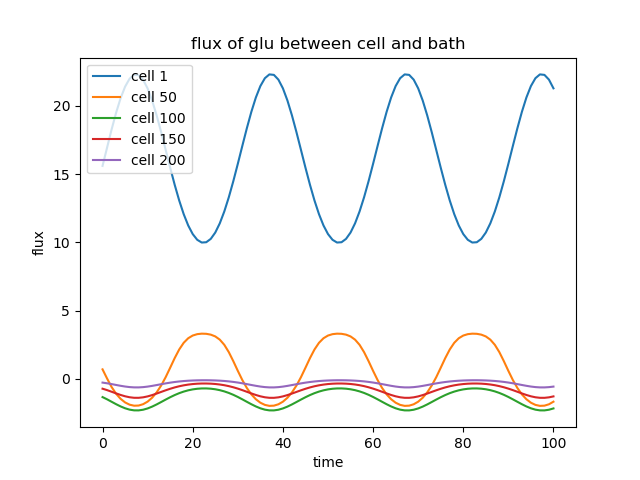 flux of glu between cell and bath
cell 1
cell 50
cell 100
cell 150
cell 200
20
15
10
5
0
flux
0 20 40 60 80 100
time